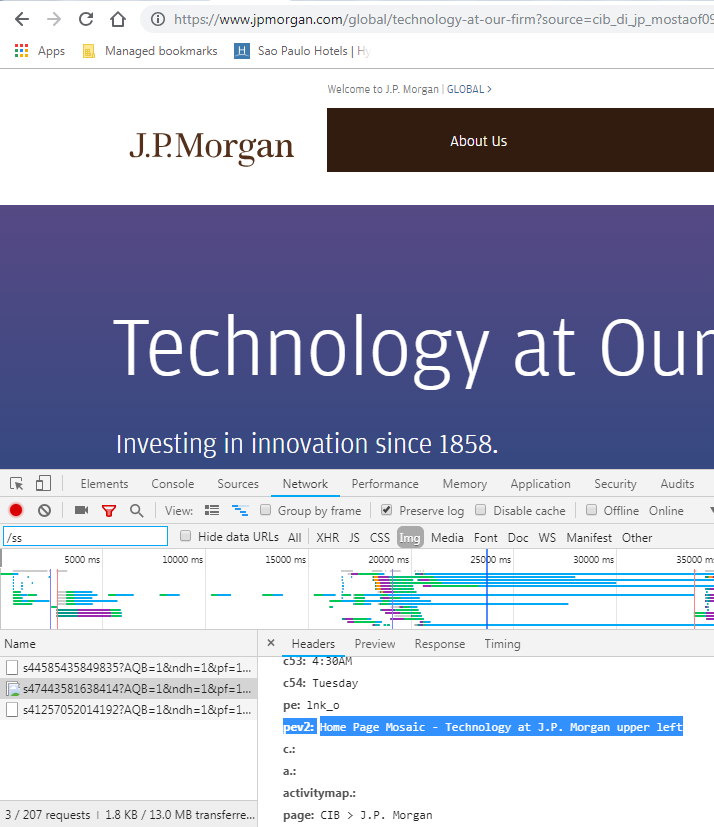 https://www.jpmorgan.com/global/technology-at-our-firm?source=cib_di_jp_mostaof09
Apps Managed bookmarks H Sao Paulo Hotels | Hy
Welcome to J.P. Morgan | GLOBAL >
J.P.Morgan
About Us
Technology at Our
Investing in innovation since 1858.
Elements Console Sources Network Performance Memory Application Security Audits
View: Group by frame Preserve log Disable cache Offline Online
/ss Hide data URLs All XHR JS CSS Img Media Font Doc WS Manifest Other
5000 ms 10000 ms 15000 ms 20000 ms 25000 ms 30000 ms 35000 ms
Name × Headers Preview Response Timing
c53: 4:30AM
s44585435849835?AQB=1&ndh=1&pf=1...
c54: Tuesday
s47443581638414?AQB=1&ndh=1&pf=1...
pe: lnk_o
s41257052014192?AQB=1&ndh=1&pf=1...
pev2: Home Page Mosaic - Technology at J.P. Morgan upper left
c.:
a.:
activitymap.:
3 / 207 requests | 1.8 KB / 13.0 MB transferre...
page: CIB > J.P. Morgan